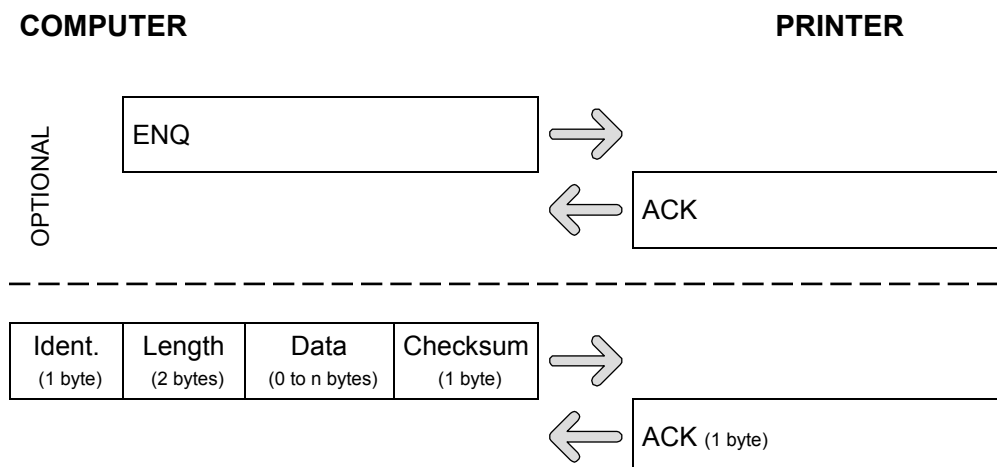 COMPUTER PRINTER
OPTIONAL
ENQ
ACK
Ident. Length Data Checksum
(1 byte) (2 bytes) (0 to n bytes) (1 byte)
ACK (1 byte)